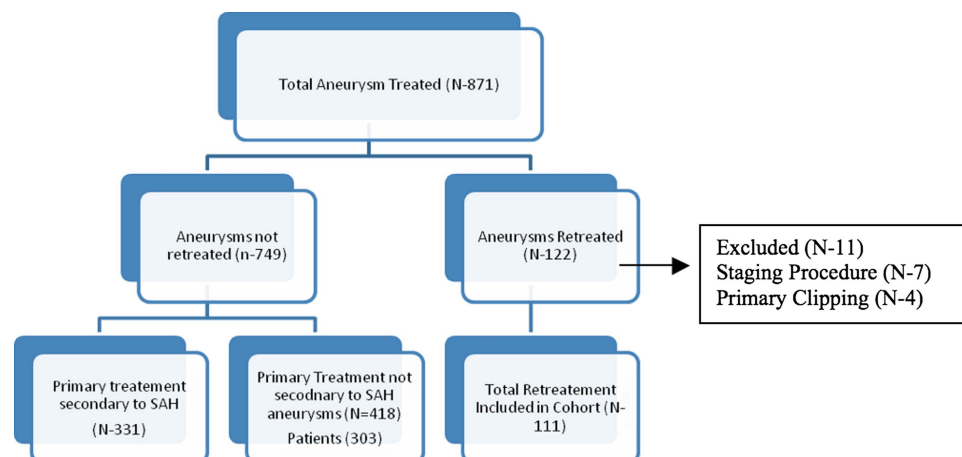 Total Aneurysm Treated (N-871)
Aneurysms not
retreated (n-749)
Aneurysms Retreated
(N-122)
Excluded (N-11)
Staging Procedure (N-7)
Primary Clipping (N-4)
Primary treatement
secondary to SAH
(N-331)
Primary Treatment not
secodnary to SAH
aneurysms (N=418)
Patients (303)
Total Retreatement
Included in Cohort (N-
111)